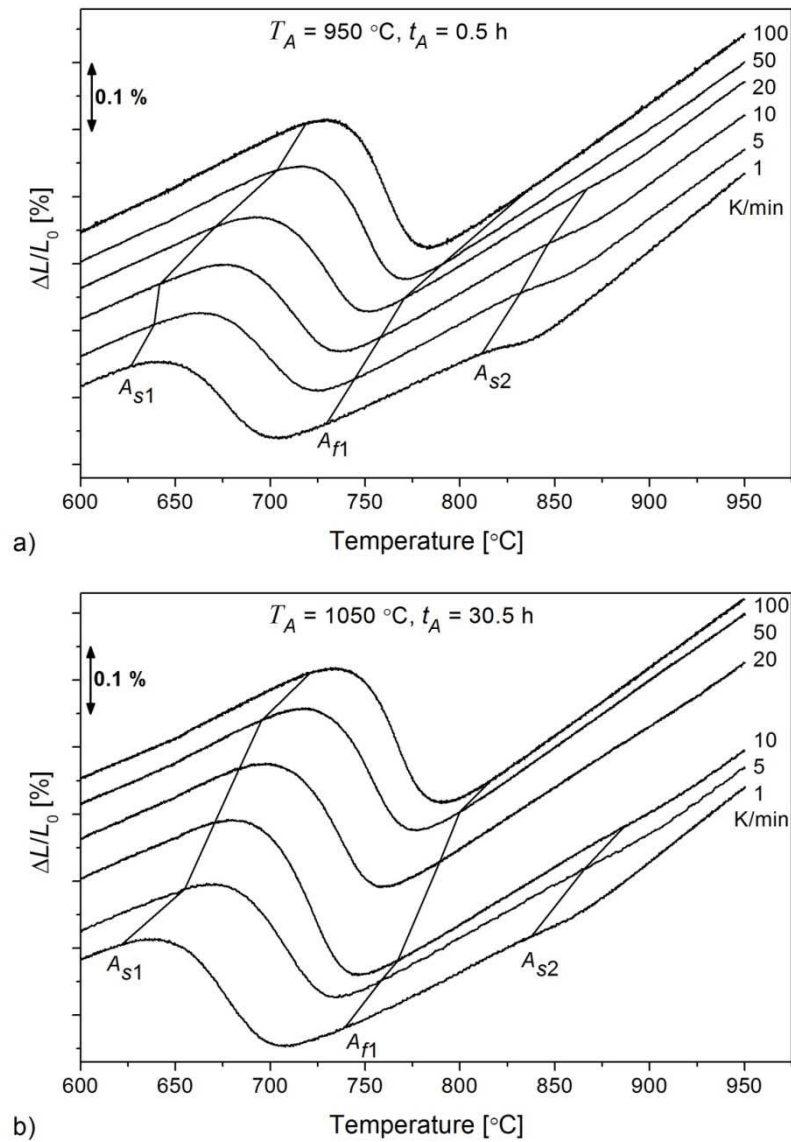 T_A = 950 °C, t_A = 0.5 h
0.1 %
100
50
20
10
5
1
K/min
ΔL/L₀ [%]
A_s1
A_f1
A_s2
600 650 700 750 800 850 900 950
a) Temperature [°C]
T_A = 1050 °C, t_A = 30.5 h
0.1 %
100
50
20
10
5
1
K/min
ΔL/L₀ [%]
A_s1
A_f1
A_s2
600 650 700 750 800 850 900 950
b) Temperature [°C]